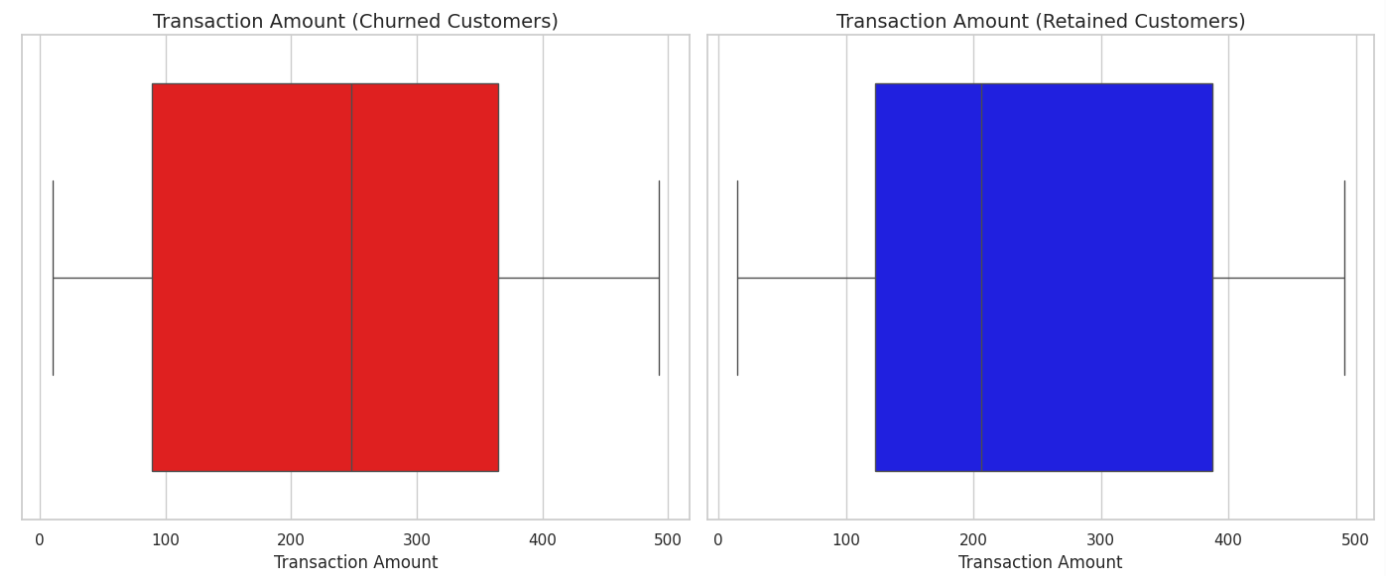 Transaction Amount (Churned Customers)
0 100 200 300 400 500
Transaction Amount
Transaction Amount (Retained Customers)
0 100 200 300 400 500
Transaction Amount